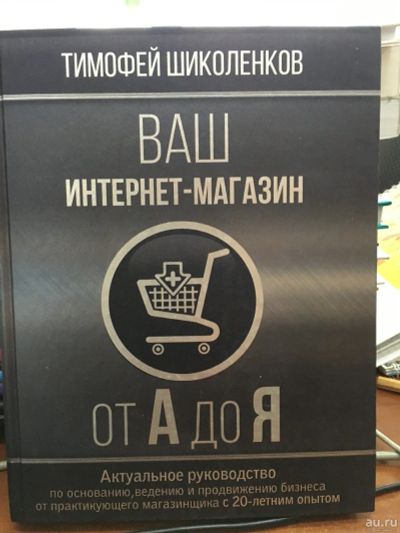 ТИМОФЕЙ ШИКОЛЕНКОВ
ВАШ
ИНТЕРНЕТ-МАГАЗИН
ОТ А ДО Я
Актуальное руководство
по основанию, ведению и продвижению бизнеса
от практикующего магазинщика с 20-летним опытом
au.ru